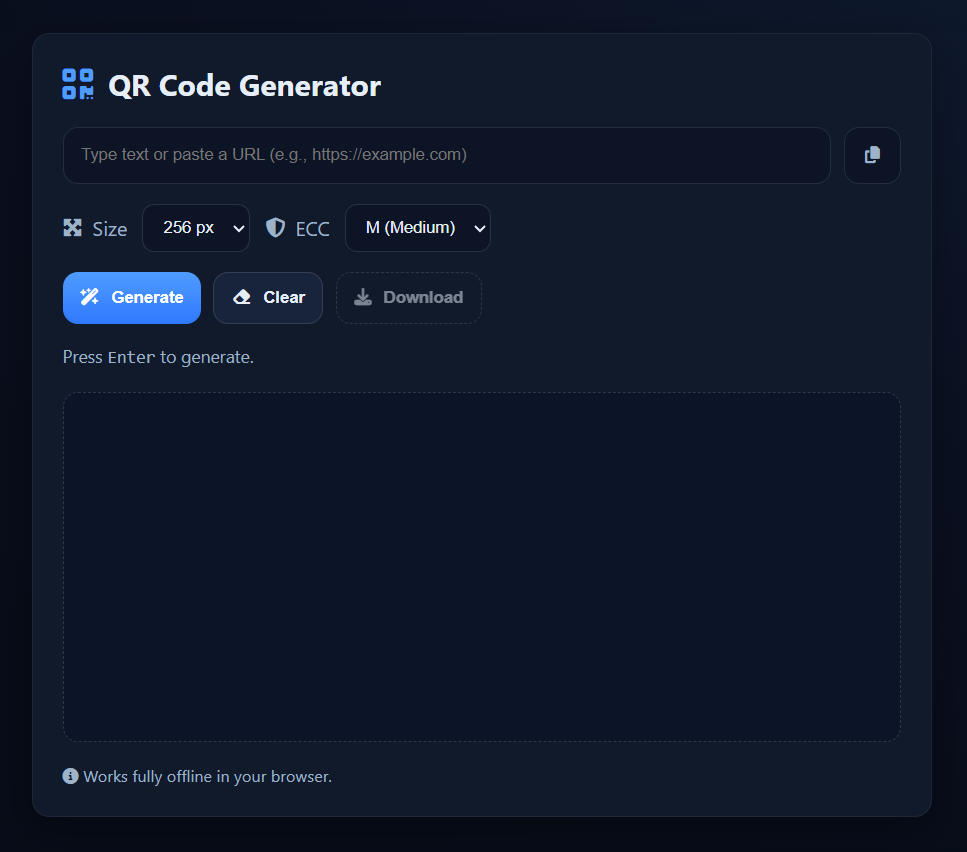 QR Code Generator
Type text or paste a URL (e.g., https://example.com)
Size 256 px ECC M (Medium)
Generate Clear Download
Press Enter to generate.
Works fully offline in your browser.